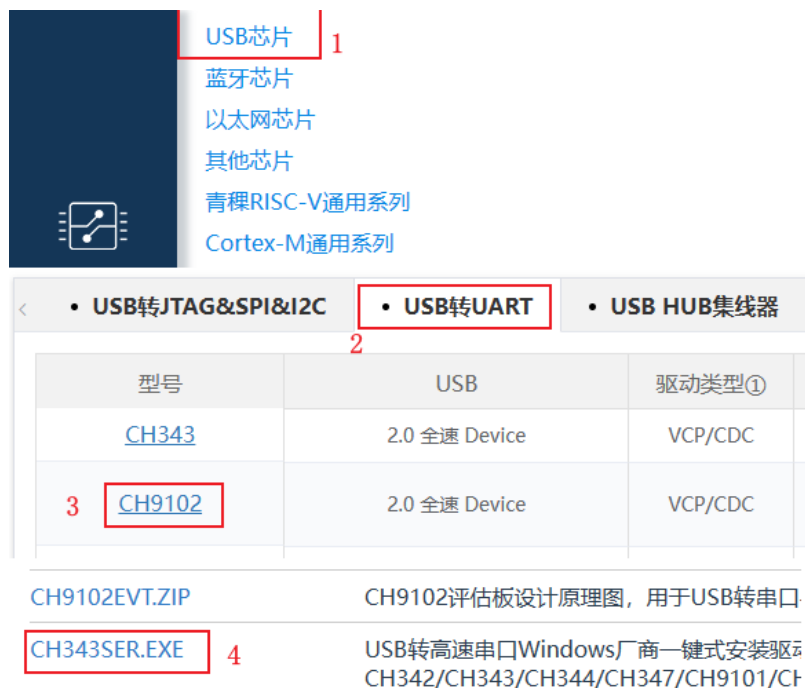 USB芯片 1
蓝牙芯片
以太网芯片
其他芯片
青稞RISC-V通用系列
Cortex-M通用系列
• USB转JTAG&SPI&I2C • USB转UART • USB HUB集线器
2
型号 USB 驱动类型①
CH343 2.0 全速 Device VCP/CDC
3 CH9102 2.0 全速 Device VCP/CDC
CH9102EVT.ZIP CH9102评估板设计原理图，用于USB转串口
CH343SER.EXE 4 USB转高速串口Windows厂商一键式安装驱
CH342/CH343/CH344/CH347/CH9101/CH